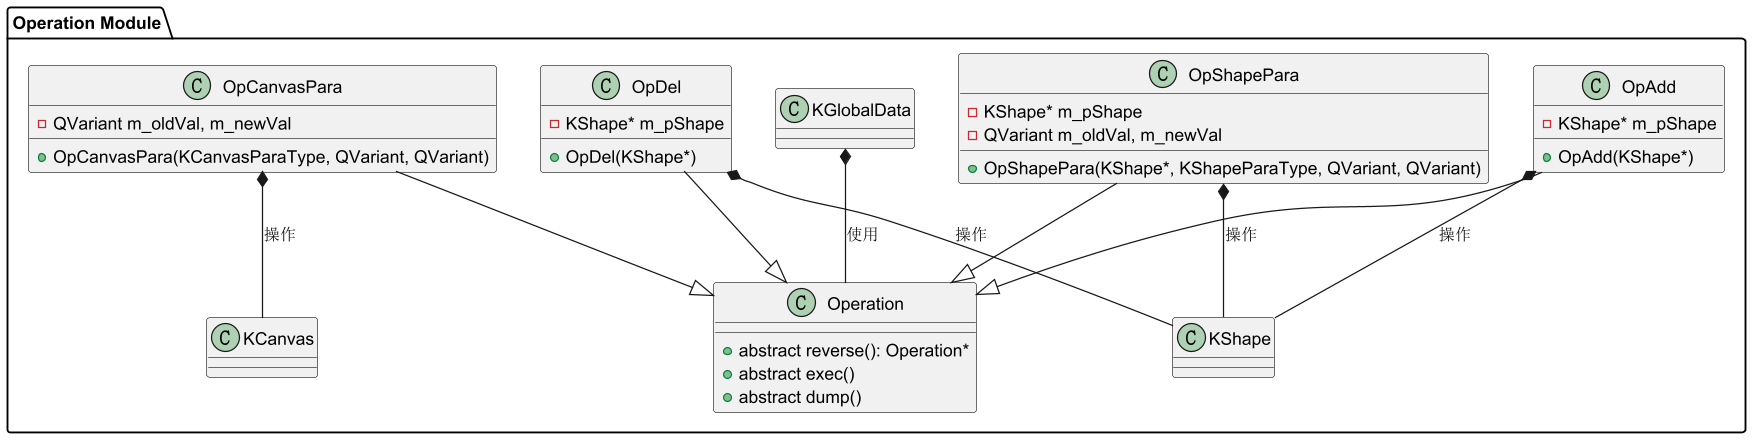 Operation Module
C OpCanvasPara
QVariant m_oldVal, m_newVal
OpCanvasPara(KCanvasParaType, QVariant, QVariant)
C OpDel
KShape* m_pShape
OpDel(KShape*)
C KGlobalData
C OpShapePara
KShape* m_pShape
QVariant m_oldVal, m_newVal
OpShapePara(KShape*, KShapeParaType, QVariant, QVariant)
C OpAdd
KShape* m_pShape
OpAdd(KShape*)
操作
使用
操作
操作
操作
C KCanvas
C Operation
abstract reverse(): Operation*
abstract exec()
abstract dump()
C KShape